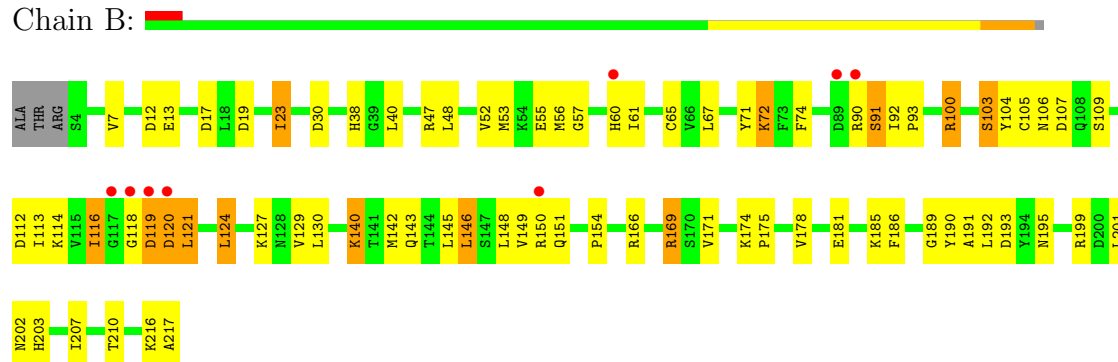 Chain B:
ALA THR ARG S4 V7 D12 E13 D17 L18 D19 I23 D30 H38 G39 L40 R47 L48 V52 M53 K54 E55 M56 G57 H60 I61 C65 V66 L67 Y71 K72 F73 F74 D89 R90 S91 I92 P93 R100 S103 Y104 C105 N106 D107 Q108 S109
D112 I113 K114 V115 I116 G117 G118 D119 D120 L121 L124 K127 N128 V129 L130 K140 T141 M142 Q143 T144 L145 L146 S147 L148 V149 R150 Q151 P154 R166 R169 S170 V171 K174 P175 V178 E181 K185 F186 G189 Y190 A191 L192 D193 Y194 N195 R199 D200 L201
N202 H203 I207 T210 K216 A217